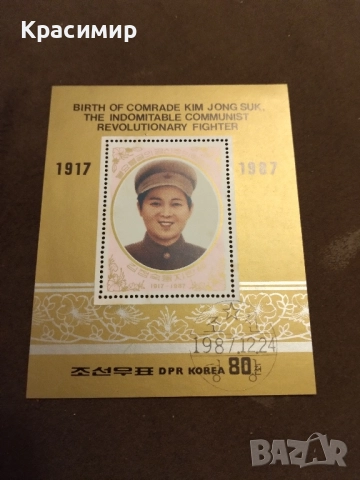 Красимир
BIRTH OF COMRADE KIM JONG SUK,
THE INDOMITABLE COMMUNIST
REVOLUTIONARY FIGHTER
1917 1987
1917-1987
1987.12.24
조선우표 DPR KOREA 80전
BAZAR